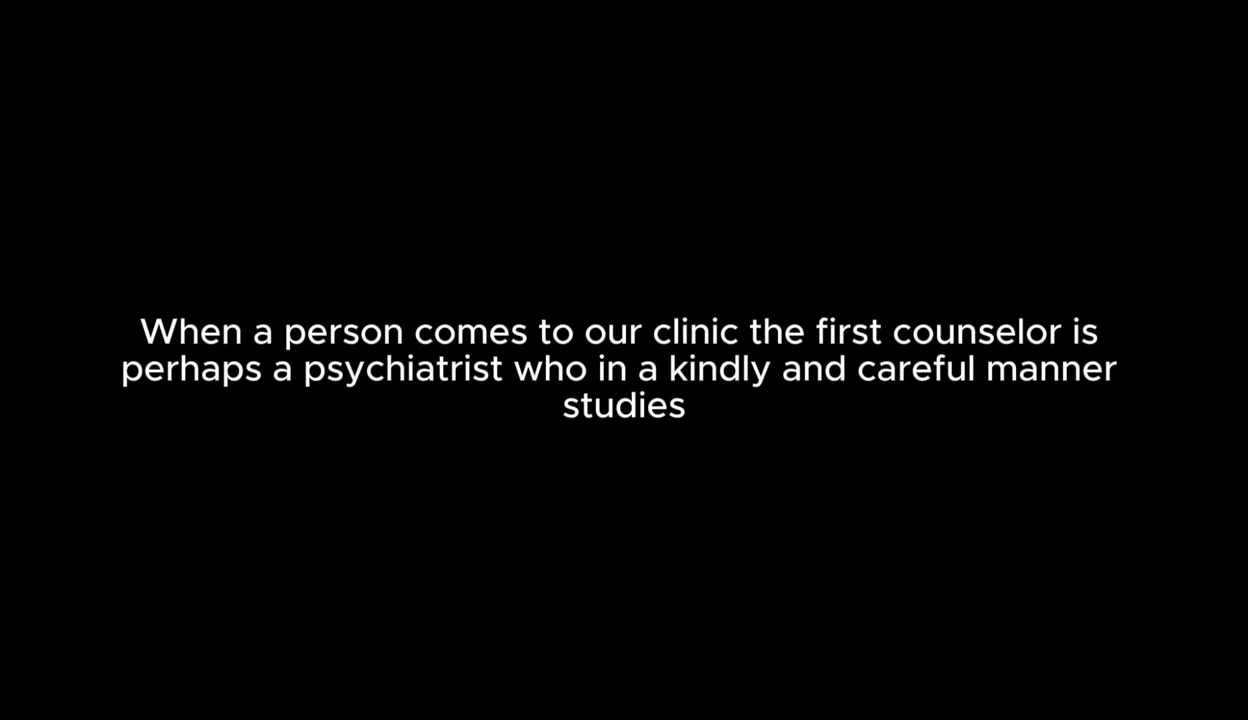 When a person comes to our clinic the first counselor is
perhaps a psychiatrist who in a kindly and careful manner
studies